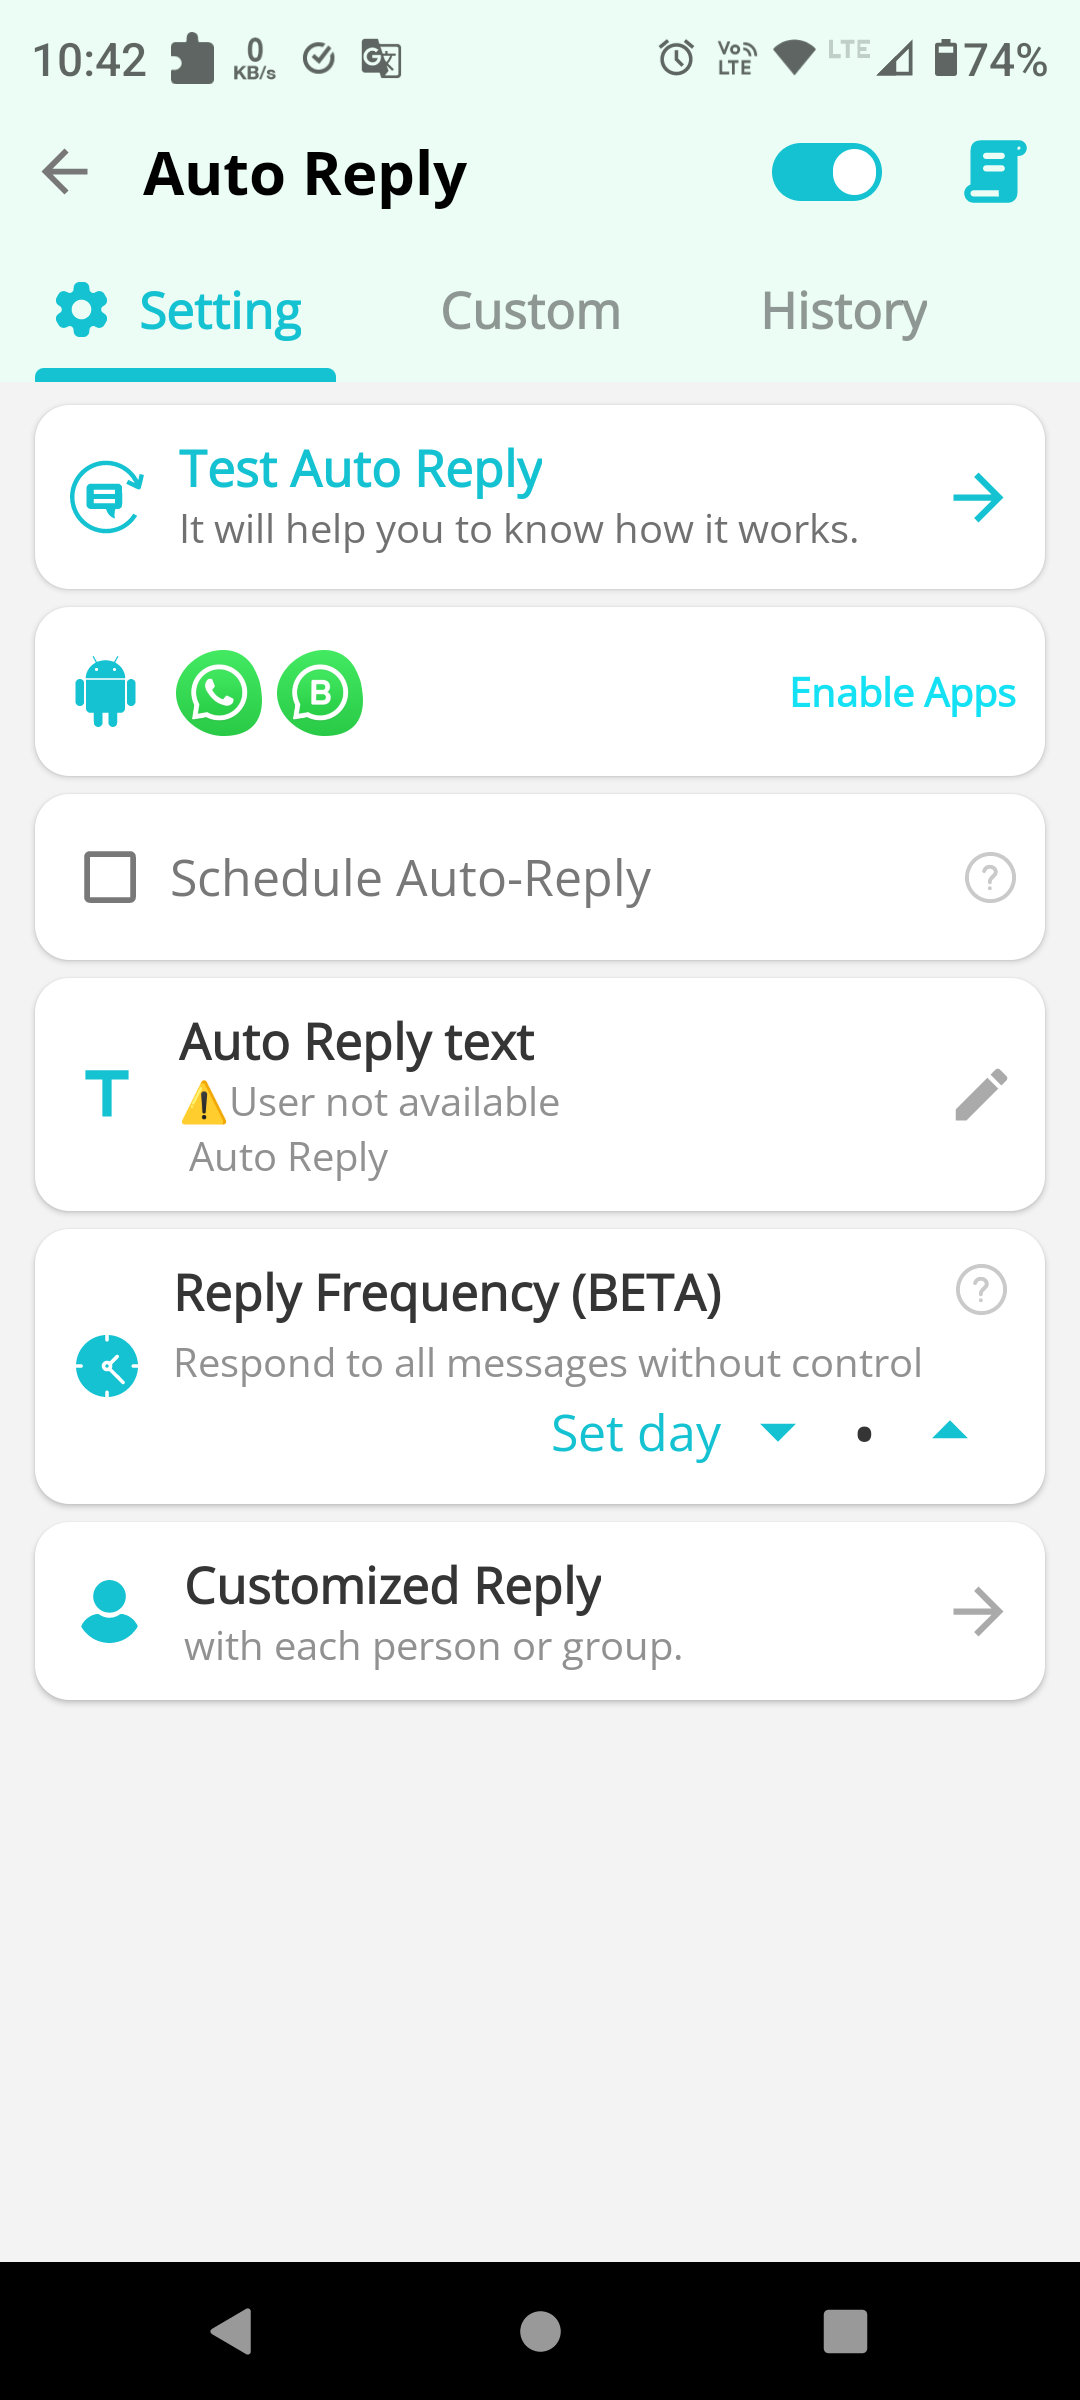 10:42 0 KB/s VoLTE LTE 74%
Auto Reply
Setting Custom History
Test Auto Reply
It will help you to know how it works.
Enable Apps
Schedule Auto-Reply ?
Auto Reply text
⚠️User not available
Auto Reply
Reply Frequency (BETA) ?
Respond to all messages without control
Set day •
Customized Reply
with each person or group.